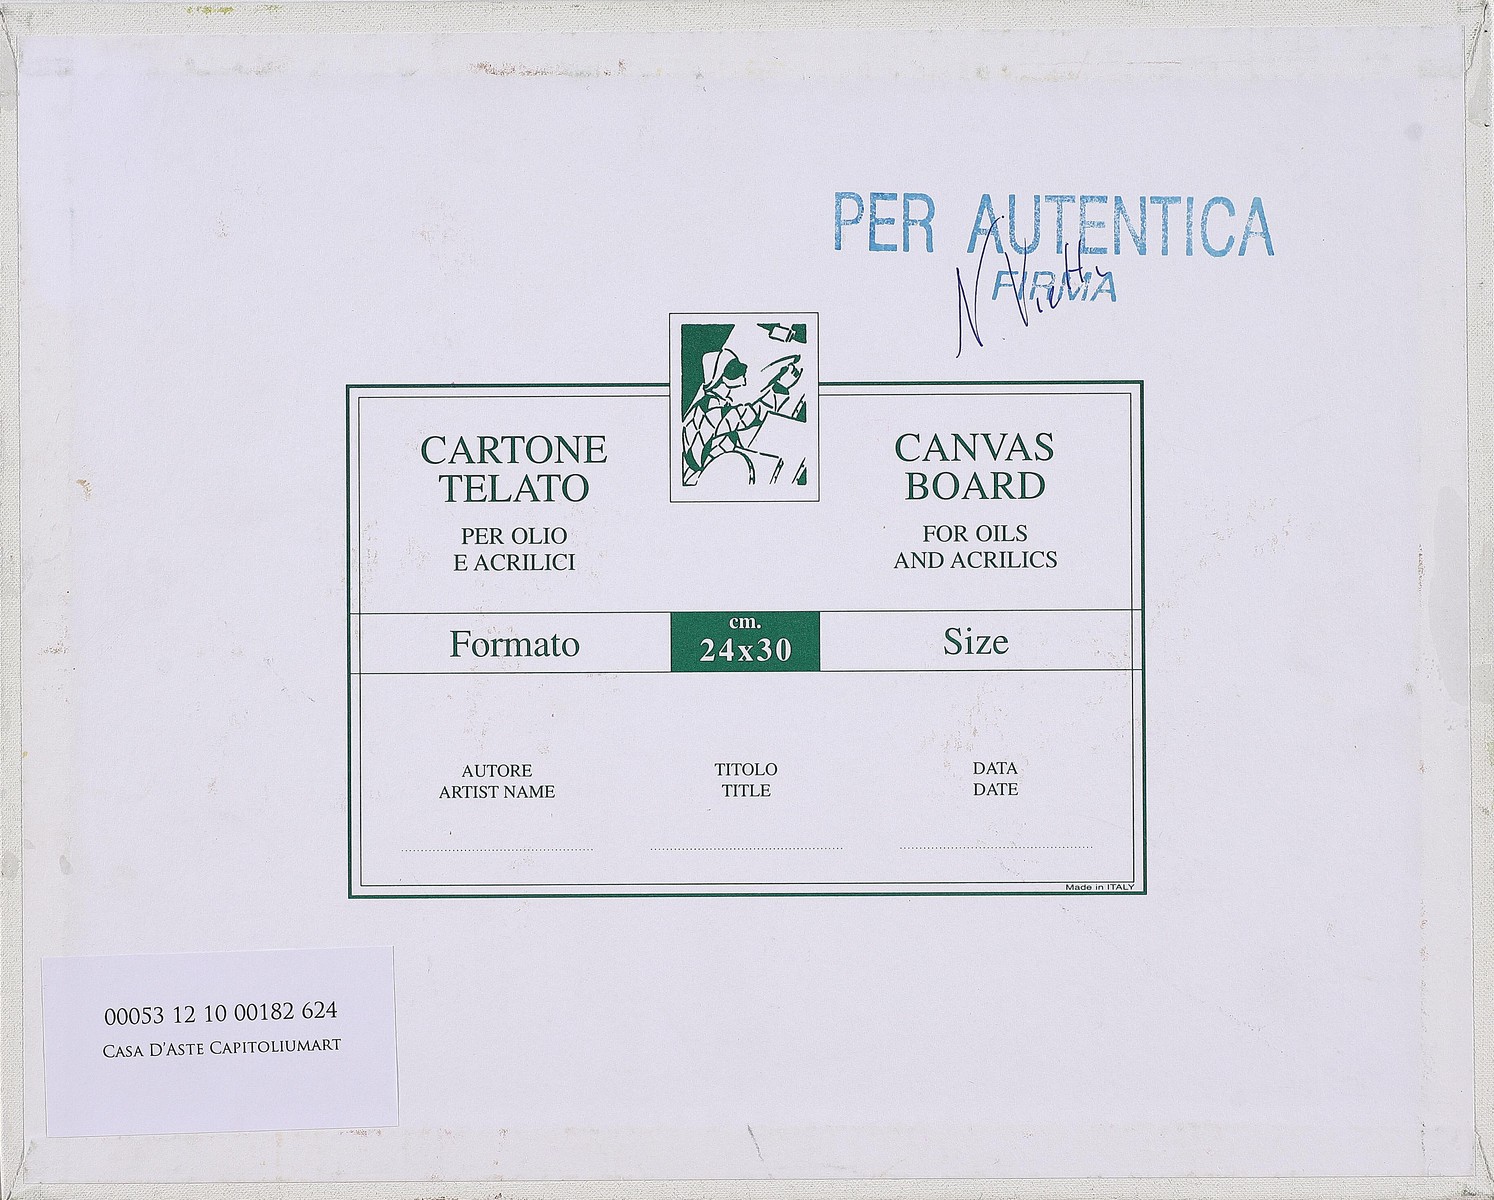 PER AUTENTICA
FIRMA
CARTONE
TELATO
PER OLIO
E ACRILICI
CANVAS
BOARD
FOR OILS
AND ACRILICS
Formato
cm.
24x30
Size
AUTORE
ARTIST NAME
TITOLO
TITLE
DATA
DATE
Made in ITALY
00053 12 10 00182 624
CASA D'ASTE CAPITOLIUMART